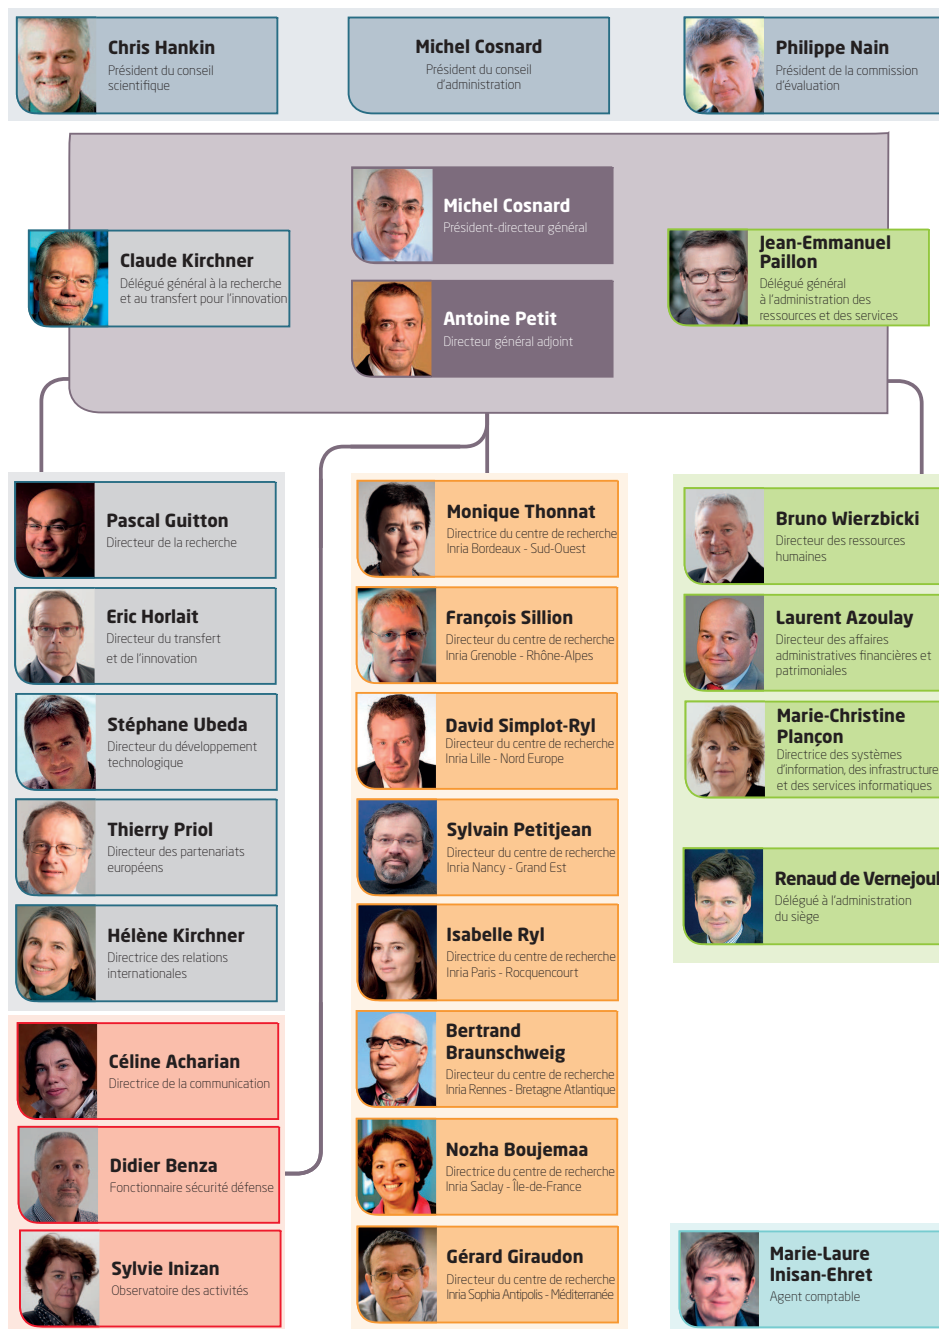 Chris Hankin
Président du conseil
scientifique
Michel Cosnard
Président du conseil
d'administration
Philippe Nain
Président de la commission
d'évaluation
Michel Cosnard
Président-directeur général
Claude Kirchner
Délégué général à la recherche
et au transfert pour l'innovation
Jean-Emmanuel
Paillon
Délégué général
à l'administration des
ressources et des services
Antoine Petit
Directeur général adjoint
Pascal Guitton
Directeur de la recherche
Eric Horlait
Directeur du transfert
et de l'innovation
Stéphane Ubeda
Directeur du développement
technologique
Thierry Priol
Directeur des partenariats
européens
Hélène Kirchner
Directrice des relations
internationales
Céline Acharian
Directrice de la communication
Didier Benza
Fonctionnaire sécurité défense
Sylvie Inizan
Observatoire des activités
Monique Thonnat
Directrice du centre de recherche
Inria Bordeaux - Sud-Ouest
François Sillion
Directeur du centre de recherche
Inria Grenoble - Rhône-Alpes
David Simplot-Ryl
Directeur du centre de recherche
Inria Lille - Nord Europe
Sylvain Petitjean
Directeur du centre de recherche
Inria Nancy - Grand Est
Isabelle Ryl
Directrice du centre de recherche
Inria Paris - Rocquencourt
Bertrand
Braunschweig
Directeur du centre de recherche
Inria Rennes - Bretagne Atlantique
Nozha Boujemaa
Directrice du centre de recherche
Inria Saclay - Île-de-France
Gérard Giraudon
Directeur du centre de recherche
Inria Sophia Antipolis - Méditerranée
Bruno Wierzbicki
Directeur des ressources
humaines
Laurent Azoulay
Directeur des affaires
administratives financières et
patrimoniales
Marie-Christine
Plançon
Directrice des systèmes
d'information, des infrastructure
et des services informatiques
Renaud de Vernejoul
Délégué à l'administration
du siège
Marie-Laure
Inisan-Ehret
Agent comptable